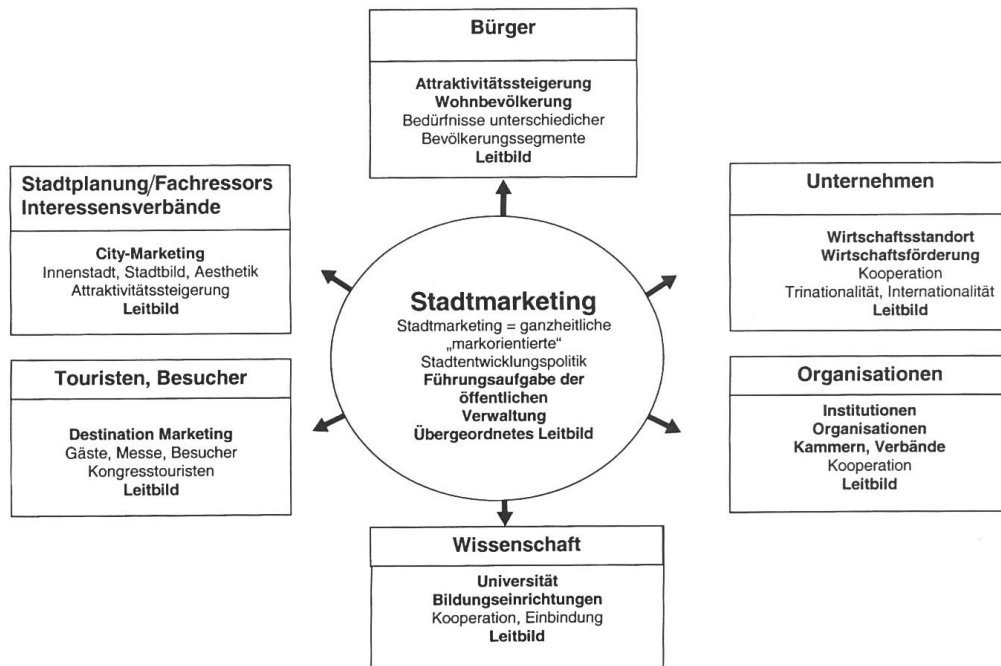 Bürger
Attraktivitätssteigerung
Wohnbevölkerung
Bedürfnisse unterschiedicher
Bevölkerungssegmente
Leitbild
Stadtplanung/Fachressors
Interessensverbände
City-Marketing
Innenstadt, Stadtbild, Aesthetik
Attraktivitätssteigerung
Leitbild
Unternehmen
Wirtschaftsstandort
Wirtschaftsförderung
Kooperation
Trinationalität, Internationalität
Leitbild
Stadtmarketing
Stadtmarketing = ganzheitliche
„markorientierte“
Stadtentwicklungspolitik
Führungsaufgabe der
öffentlichen
Verwaltung
Übergeordnetes Leitbild
Touristen, Besucher
Destination Marketing
Gäste, Messe, Besucher
Kongresstouristen
Leitbild
Organisationen
Institutionen
Organisationen
Kammern, Verbände
Kooperation
Leitbild
Wissenschaft
Universität
Bildungseinrichtungen
Kooperation, Einbindung
Leitbild